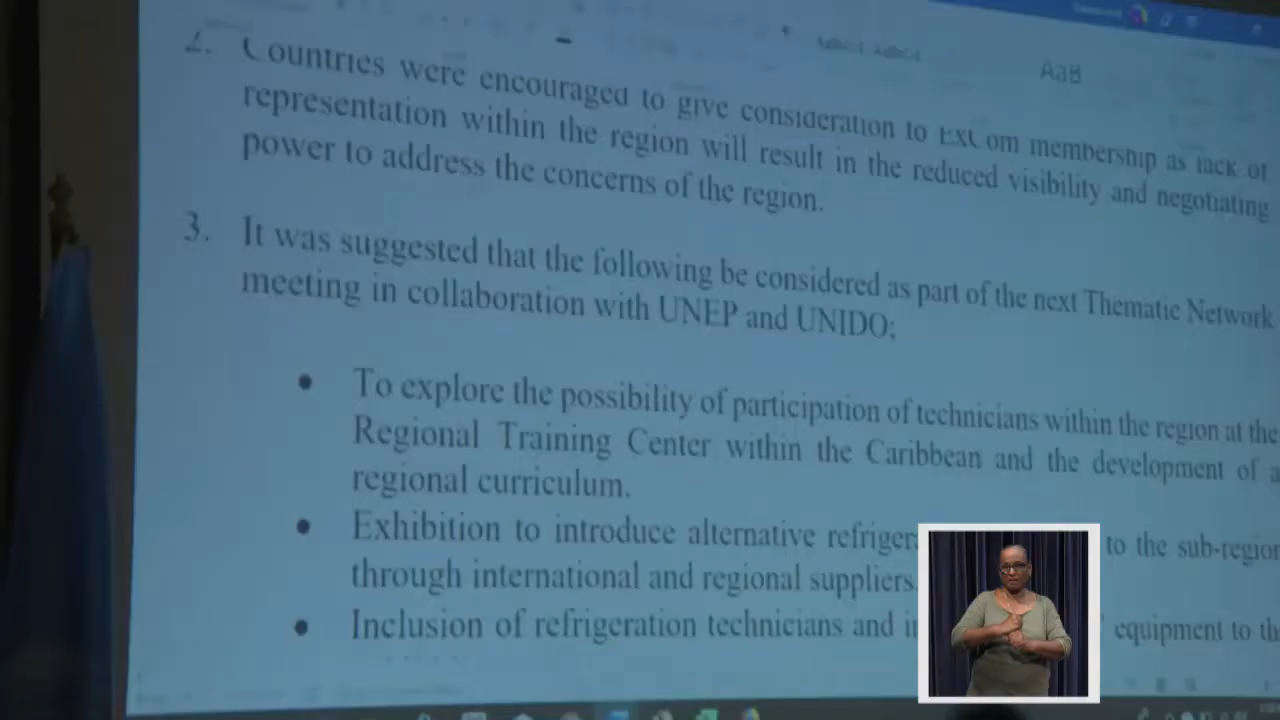 AaB
2. Countries were encouraged to give consideration to ExCom membership as lack of
representation within the region will result in the reduced visibility and negotiating
power to address the concerns of the region.
3. It was suggested that the following be considered as part of the next Thematic Network
meeting in collaboration with UNEP and UNIDO;
• To explore the possibility of participation of technicians within the region at the
Regional Training Center within the Caribbean and the development of a
regional curriculum.
• Exhibition to introduce alternative to the sub-region
through international and regional suppliers.
• Inclusion of refrigeration technicians and equipment to